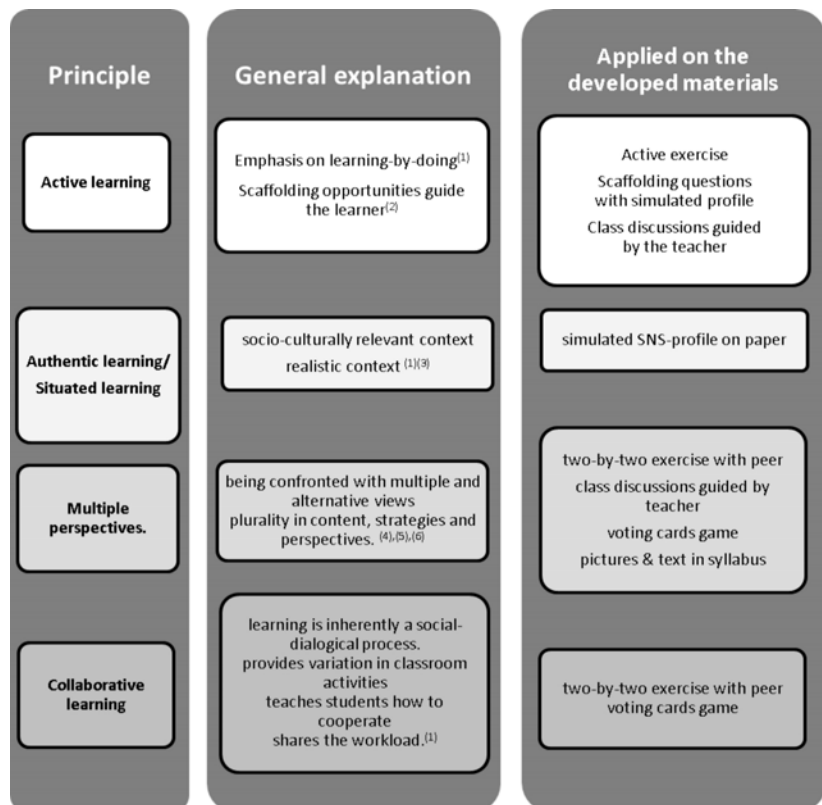 Principle
General explanation
Applied on the
developed materials
Active learning
Emphasis on learning-by-doing(1)
Scaffolding opportunities guide
the learner(2)
Active exercise
Scaffolding questions
with simulated profile
Class discussions guided
by the teacher
Authentic learning/
Situated learning
socio-culturally relevant context
realistic context (1)(3)
simulated SNS-profile on paper
Multiple
perspectives.
being confronted with multiple and
alternative views
plurality in content, strategies and
perspectives. (4),(5),(6)
two-by-two exercise with peer
class discussions guided by
teacher
voting cards game
pictures & text in syllabus
Collaborative
learning
learning is inherently a social-
dialogical process.
provides variation in classroom
activities
teaches students how to
cooperate
shares the workload.(1)
two-by-two exercise with peer
voting cards game